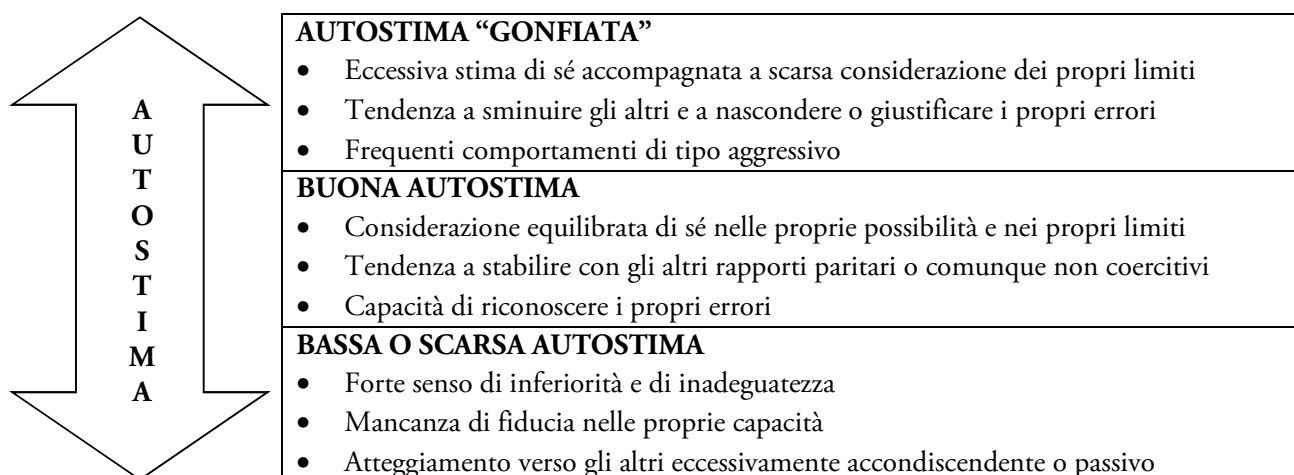 A
U
T
O
S
T
I
M
A
AUTOSTIMA “GONFIATA”
• Eccessiva stima di sé accompagnata a scarsa considerazione dei propri limiti
• Tendenza a sminuire gli altri e a nascondere o giustificare i propri errori
• Frequenti comportamenti di tipo aggressivo
BUONA AUTOSTIMA
• Considerazione equilibrata di sé nelle proprie possibilità e nei propri limiti
• Tendenza a stabilire con gli altri rapporti paritari o comunque non coercitivi
• Capacità di riconoscere i propri errori
BASSA O SCARSA AUTOSTIMA
• Forte senso di inferiorità e di inadeguatezza
• Mancanza di fiducia nelle proprie capacità
• Atteggiamento verso gli altri eccessivamente accondiscendente o passivo